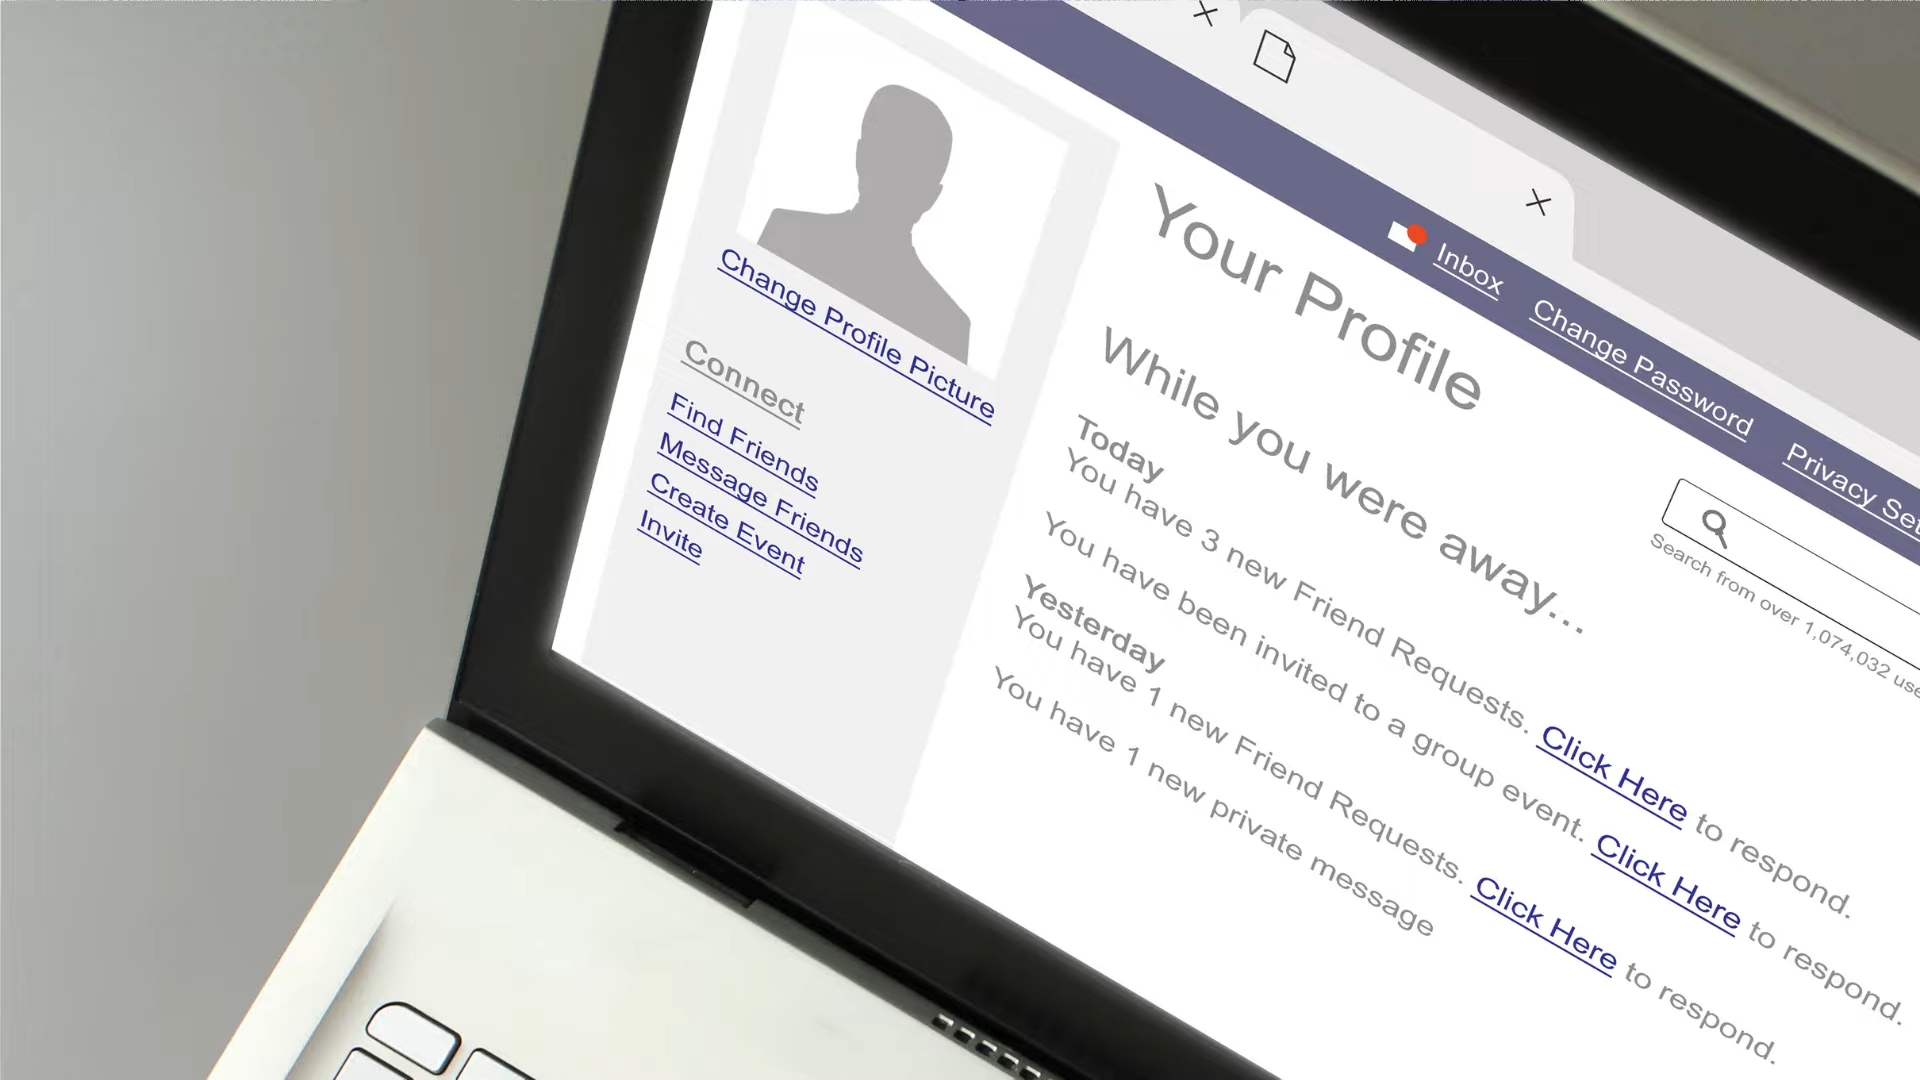 Inbox
Change Password
Privacy
Your Profile
While you were away...
Search from over 1,074,032
Change Profile Picture
Connect
Find Friends
Message Friends
Create Event
Invite
Today
You have 3 new Friend Requests. Click Here to respond.
You have been invited to a group event. Click Here to respond.
Yesterday
You have 1 new Friend Requests. Click Here to respond.
You have 1 new private message